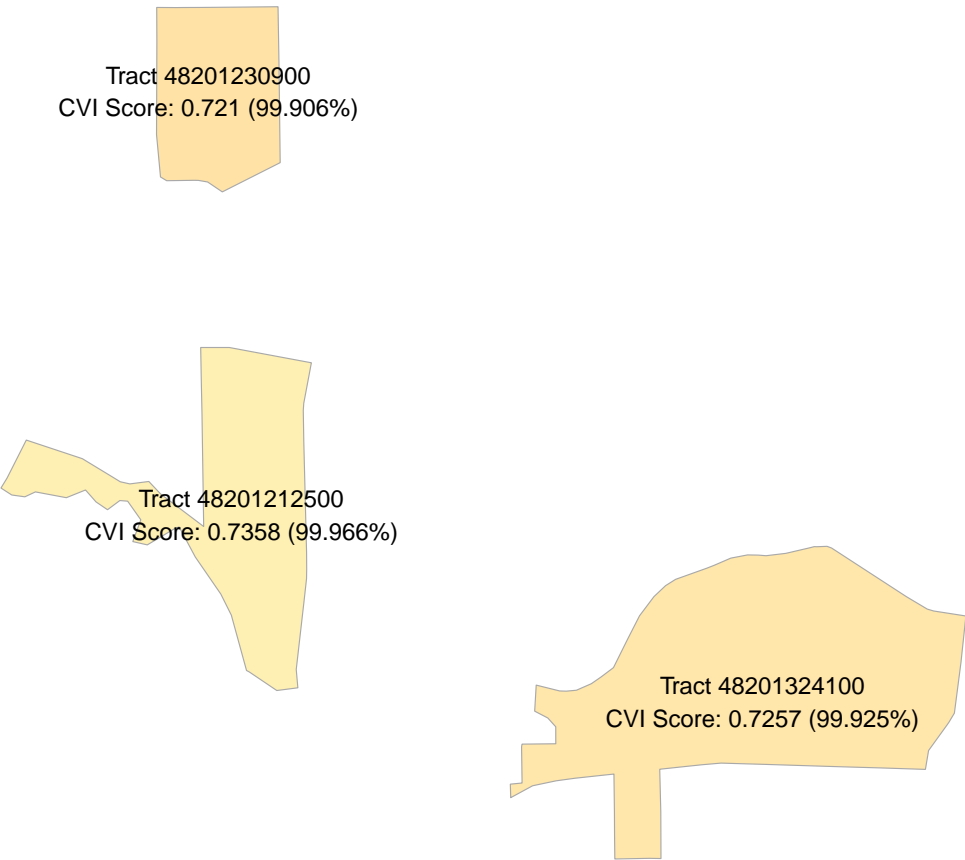 Tract 48201230900
CVI Score: 0.721 (99.906%)
Tract 48201212500
CVI Score: 0.7358 (99.966%)
Tract 48201324100
CVI Score: 0.7257 (99.925%)